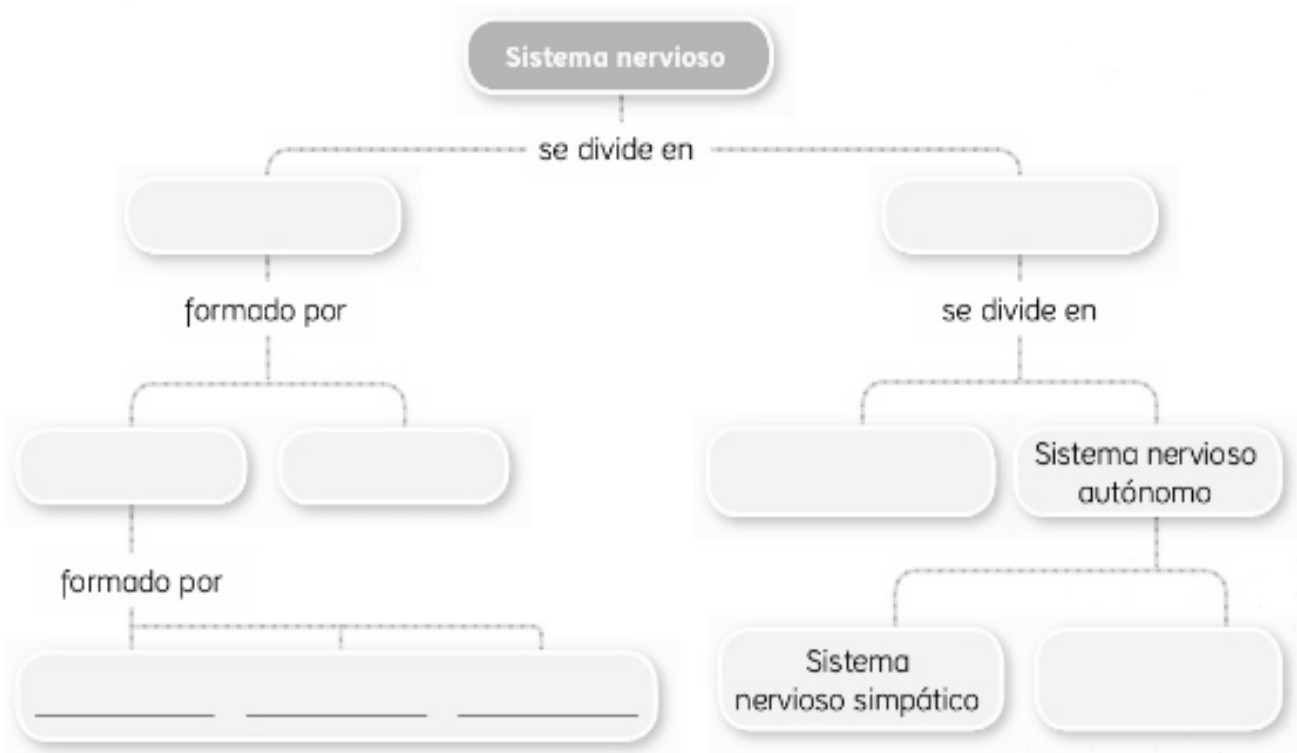 Sistema nervioso
se divide en
formado por
se divide en
Sistema nervioso
autónomo
formado por
Sistema
nervioso simpático